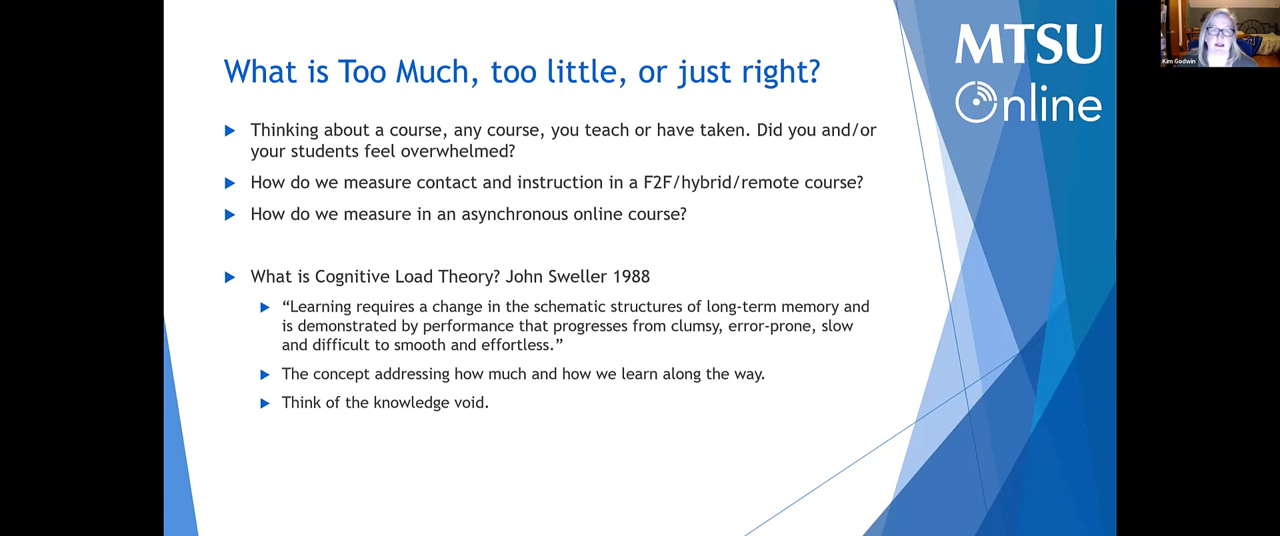 What is Too Much, too little, or just right?
Thinking about a course, any course, you teach or have taken. Did you and/or
your students feel overwhelmed?
How do we measure contact and instruction in a F2F/hybrid/remote course?
How do we measure in an asynchronous online course?
What is Cognitive Load Theory? John Sweller 1988
“Learning requires a change in the schematic structures of long-term memory and
is demonstrated by performance that progresses from clumsy, error-prone, slow
and difficult to smooth and effortless.”
The concept addressing how much and how we learn along the way.
Think of the knowledge void.
MTSU
Online
Kim Godwin